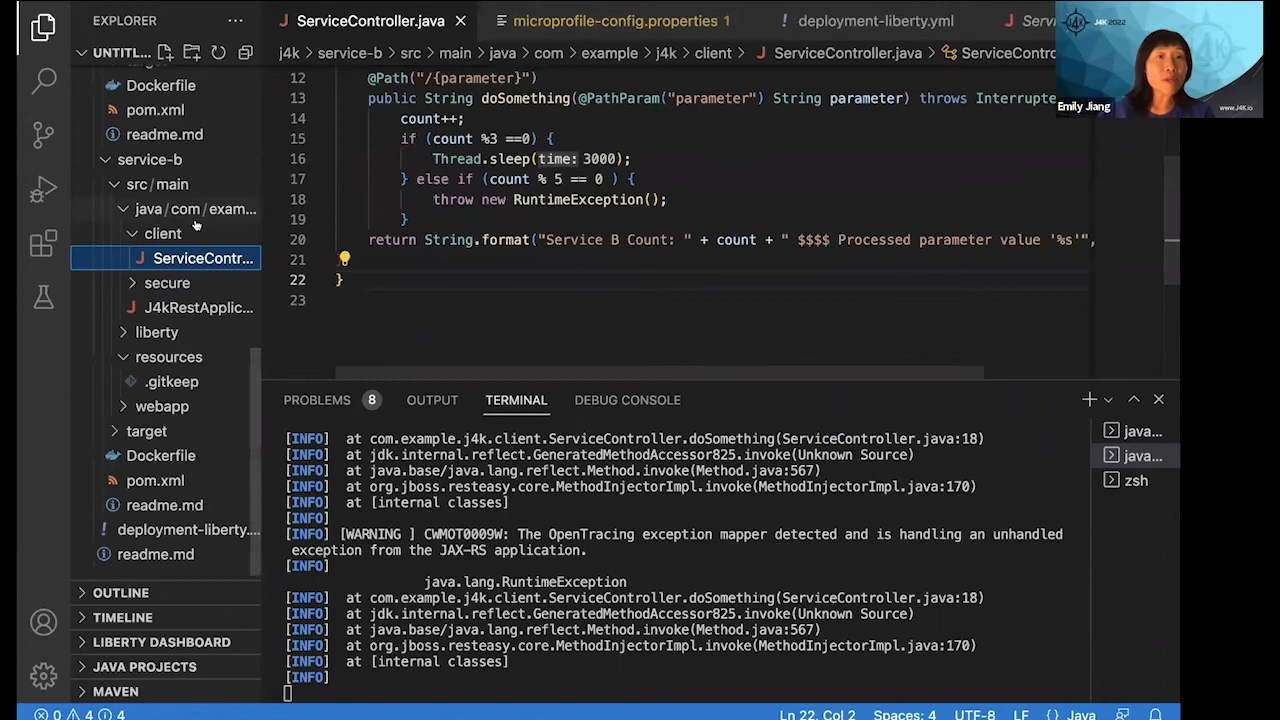 EXPLORER
UNTITL...
Dockerfile
pom.xml
readme.md
service-b
src/main
java/com/exam...
client
ServiceContr...
secure
J4kRestApplic...
liberty
resources
.gitkeep
webapp
target
Dockerfile
pom.xml
readme.md
deployment-liberty....
readme.md
OUTLINE
TIMELINE
LIBERTY DASHBOARD
JAVA PROJECTS
MAVEN
ServiceController.java
microprofile-config.properties 1
deployment-liberty.yml
j4k > service-b > src > main > java > com > example > j4k > client > ServiceController.java > ServiceCo
12 @Path("/{parameter}")
13 public String doSomething(@PathParam("parameter") String parameter) throws Interrupte
14 count++;
15 if (count %3 ==0) {
16 Thread.sleep(time: 3000);
17 } else if (count % 5 == 0 ) {
18 throw new RuntimeException();
19 }
20 return String.format("Service B Count: " + count + " $$$$ Processed parameter value '%s'",
21
22 }
23
J4K 2022
Emily Jiang
www.J4K.io
PROBLEMS 8 OUTPUT TERMINAL DEBUG CONSOLE
[INFO] at com.example.j4k.client.ServiceController.doSomething(ServiceController.java:18)
[INFO] at jdk.internal.reflect.GeneratedMethodAccessor825.invoke(Unknown Source)
[INFO] at java.base/java.lang.reflect.Method.invoke(Method.java:567)
[INFO] at org.jboss.resteasy.core.MethodInjectorImpl.invoke(MethodInjectorImpl.java:170)
[INFO] at [internal classes]
[INFO]
[INFO] [WARNING ] CWMOT0009W: The OpenTracing exception mapper detected and is handling an unhandled
exception from the JAX-RS application.
[INFO]
java.lang.RuntimeException
[INFO] at com.example.j4k.client.ServiceController.doSomething(ServiceController.java:18)
[INFO] at jdk.internal.reflect.GeneratedMethodAccessor825.invoke(Unknown Source)
[INFO] at java.base/java.lang.reflect.Method.invoke(Method.java:567)
[INFO] at org.jboss.resteasy.core.MethodInjectorImpl.invoke(MethodInjectorImpl.java:170)
[INFO] at [internal classes]
[INFO]
java...
java...
zsh
0 4 4
Ln 22, Col 2 Spaces: 4 UTF-8 LF {} Java